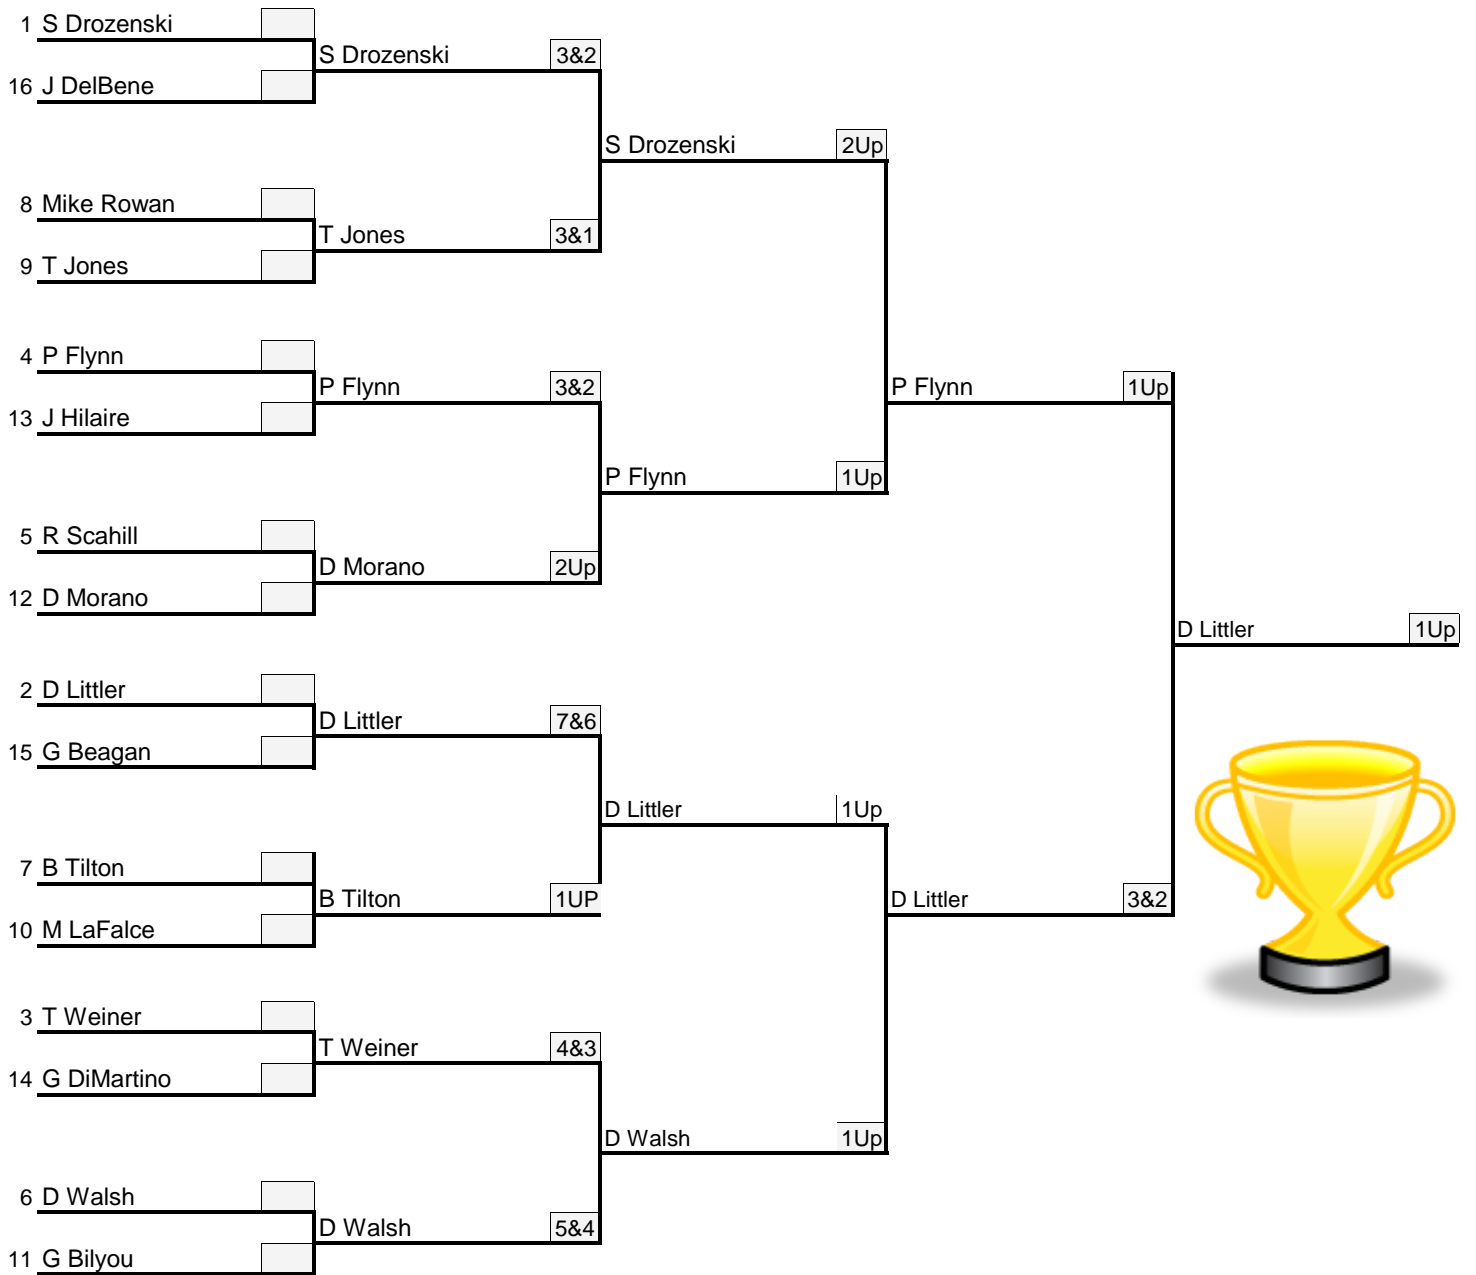 1 S Drozenski
S Drozenski 3&2
16 J DelBene
S Drozenski 2Up
8 Mike Rowan
T Jones 3&1
9 T Jones
4 P Flynn
P Flynn 3&2
P Flynn 1Up
13 J Hilaire
P Flynn 1Up
5 R Scahill
D Morano 2Up
12 D Morano
D Littler 1Up
2 D Littler
D Littler 7&6
15 G Beagan
D Littler 1Up
7 B Tilton
B Tilton 1UP
D Littler 3&2
10 M LaFalce
3 T Weiner
T Weiner 4&3
14 G DiMartino
D Walsh 1Up
6 D Walsh
D Walsh 5&4
11 G Bilyou